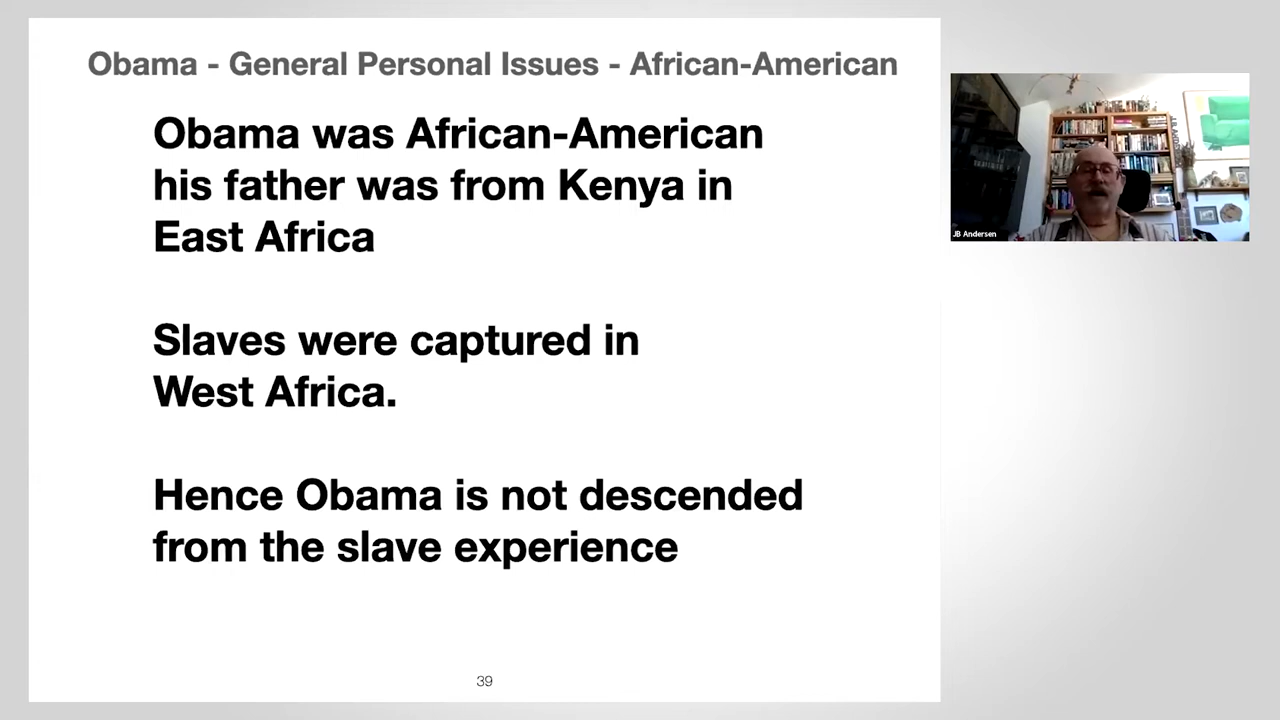 Obama - General Personal Issues - African-American
Obama was African-American
his father was from Kenya in
East Africa
Slaves were captured in
West Africa.
Hence Obama is not descended
from the slave experience
39
JB Andersen